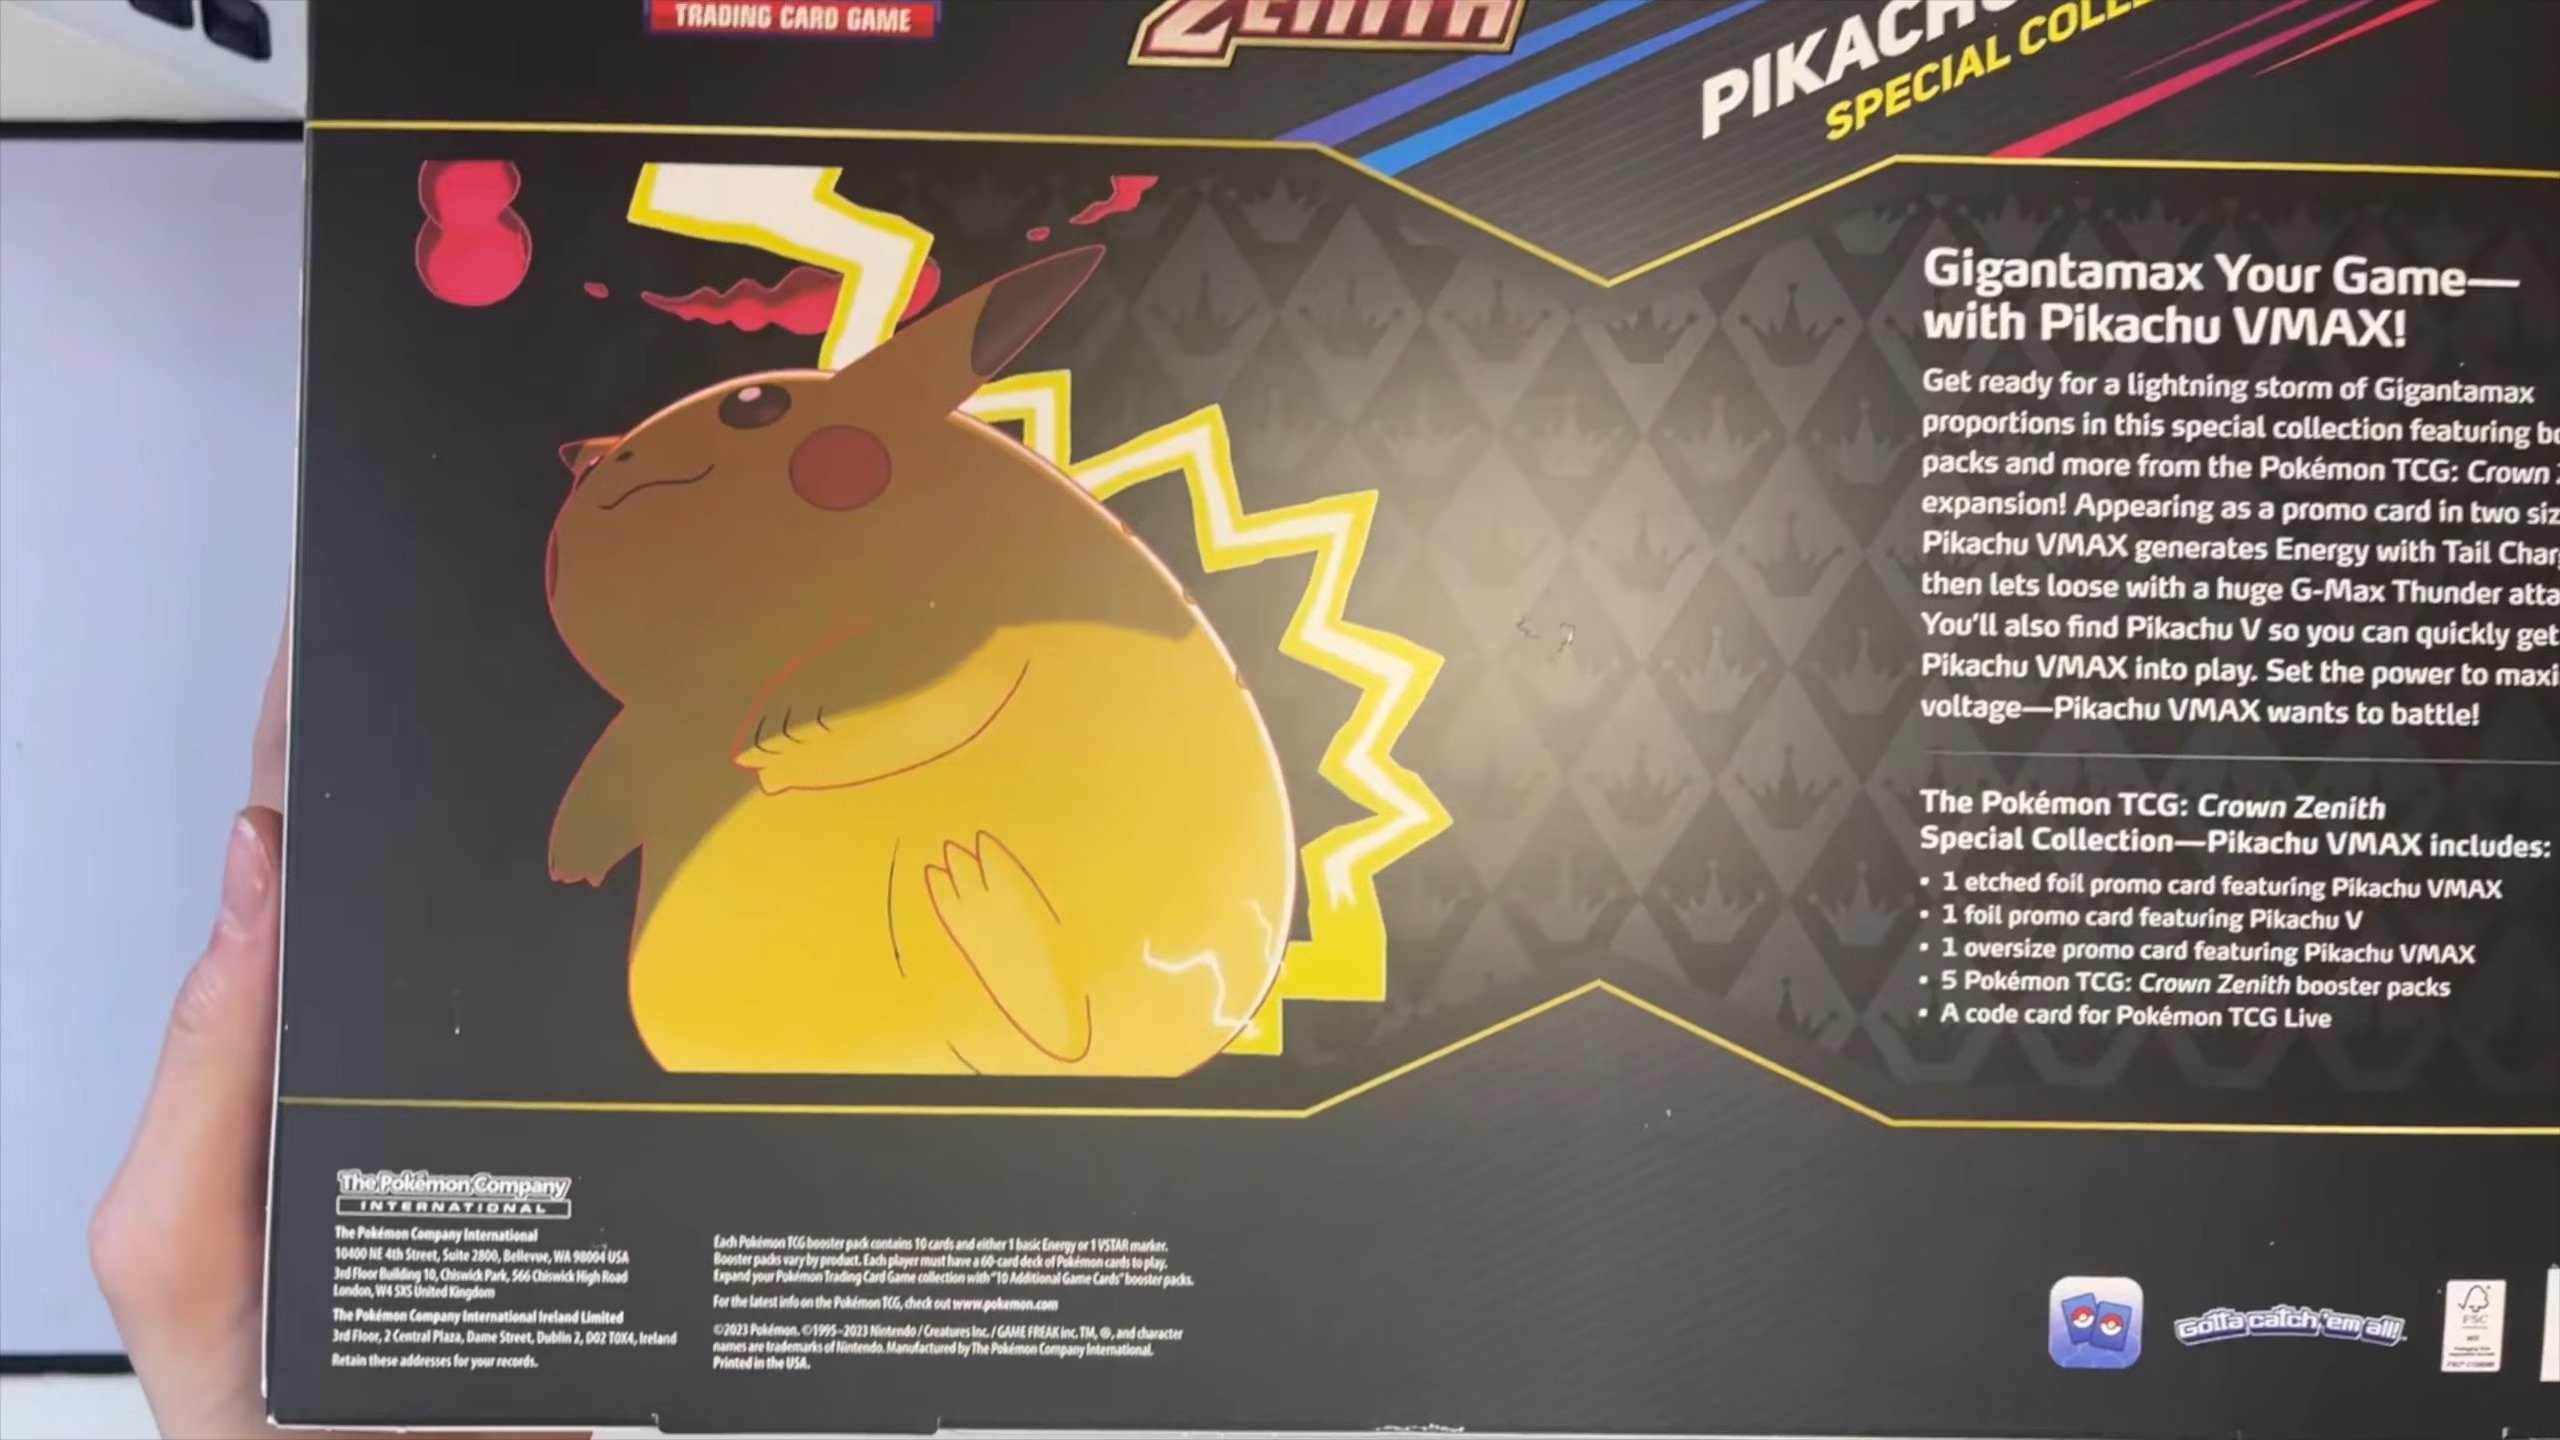 TRADING CARD GAME
ZENITH
PIKACHU
SPECIAL COLL
Gigantamax Your Game—
with Pikachu VMAX!
Get ready for a lightning storm of Gigantamax
proportions in this special collection featuring bo
packs and more from the Pokémon TCG: Crown
expansion! Appearing as a promo card in two siz
Pikachu VMAX generates Energy with Tail Char
then lets loose with a huge G-Max Thunder atta
You'll also find Pikachu V so you can quickly get
Pikachu VMAX into play. Set the power to maxi
voltage—Pikachu VMAX wants to battle!
The Pokémon TCG: Crown Zenith
Special Collection—Pikachu VMAX includes:
• 1 etched foil promo card featuring Pikachu VMAX
• 1 foil promo card featuring Pikachu V
• 1 oversize promo card featuring Pikachu VMAX
• 5 Pokémon TCG: Crown Zenith booster packs
• A code card for Pokémon TCG Live
The Pokémon Company
INTERNATIONAL
The Pokémon Company International
10400 NE 4th Street, Suite 2800, Bellevue, WA 98004 USA
3rd Floor Building 10, Chiswick Park, 566 Chiswick High Road
London, W4 5XS United Kingdom
The Pokémon Company International Ireland Limited
3rd Floor, 2 Central Plaza, Dame Street, Dublin 2, D02 T0X4, Ireland
Retain these addresses for your records.
Each Pokémon TCG booster pack contains 10 cards and either 1 basic Energy or 1 VSTAR marker.
Booster packs vary by product. Each player must have a 60-card deck of Pokémon cards to play.
Expand your Pokémon Trading Card Game collection with "10 Additional Game Cards" booster packs.
For the latest info on the Pokémon TCG, check out www.pokemon.com
©2023 Pokémon. ©1995–2023 Nintendo / Creatures Inc. / GAME FREAK inc. TM, ®, and character
names are trademarks of Nintendo. Manufactured by The Pokémon Company International.
Printed in the USA.
Gotta catch 'em all!
FSC